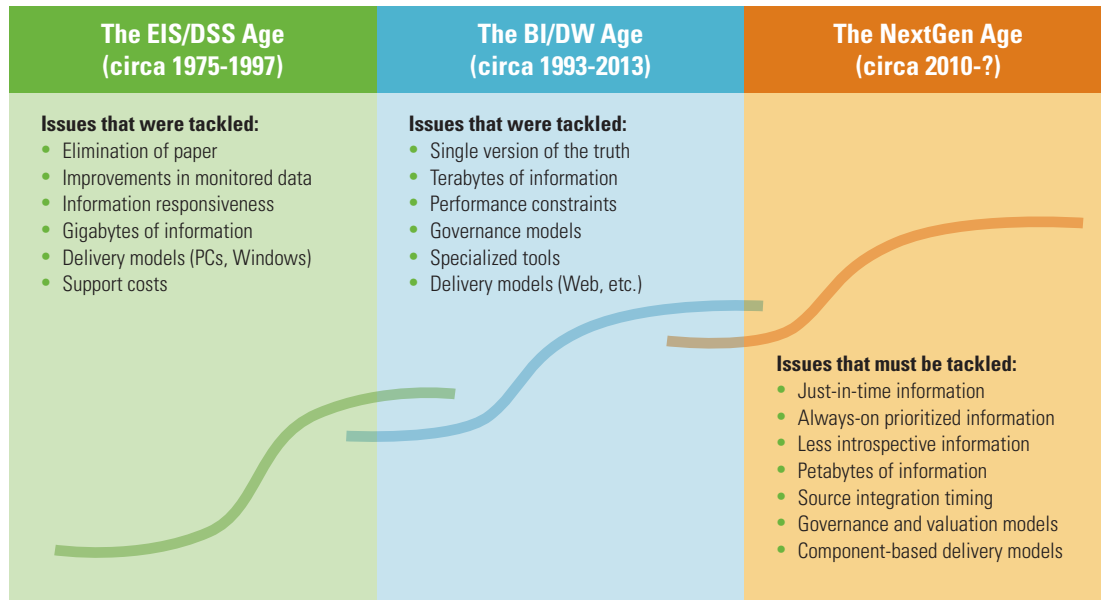 The EIS/DSS Age
(circa 1975-1997)
Issues that were tackled:
• Elimination of paper
• Improvements in monitored data
• Information responsiveness
• Gigabytes of information
• Delivery models (PCs, Windows)
• Support costs
The BI/DW Age
(circa 1993-2013)
Issues that were tackled:
• Single version of the truth
• Terabytes of information
• Performance constraints
• Governance models
• Specialized tools
• Delivery models (Web, etc.)
The NextGen Age
(circa 2010-?)
Issues that must be tackled:
• Just-in-time information
• Always-on prioritized information
• Less introspective information
• Petabytes of information
• Source integration timing
• Governance and valuation models
• Component-based delivery models